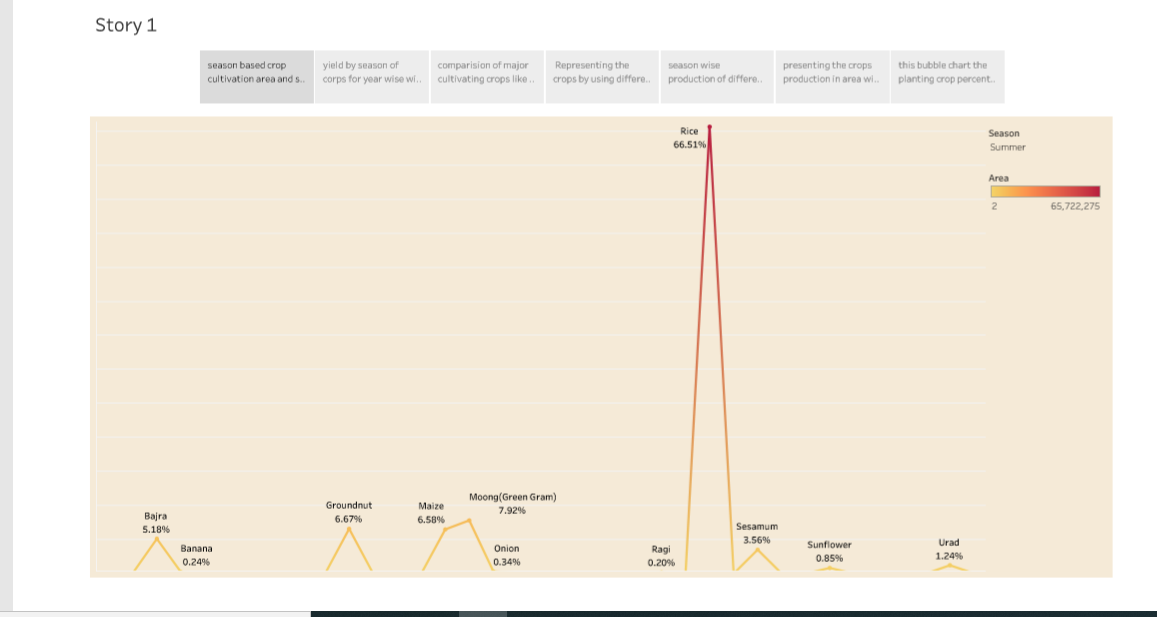 Story 1
season based crop
cultivation area and s..
yield by season of
corps for year wise wi..
comparision of major
cultivating crops like ..
Representing the
crops by using differe..
season wise
production of differe..
presenting the crops
production in area wi..
this bubble chart the
planting crop percent..
Rice
66.51%
Season
Summer
Area
2
65,722,275
Bajra
5.18%
Banana
0.24%
Groundnut
6.67%
Maize
6.58%
Moong(Green Gram)
7.92%
Onion
0.34%
Ragi
0.20%
Sesamum
3.56%
Sunflower
0.85%
Urad
1.24%